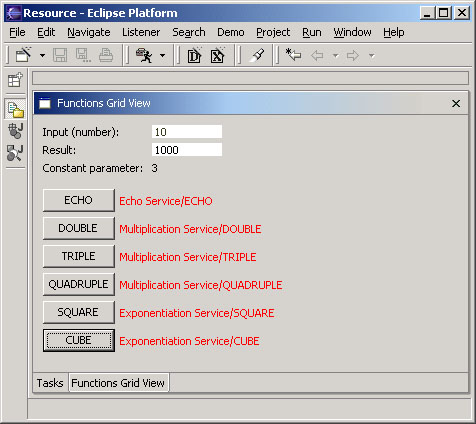 Resource - Eclipse Platform
File Edit Navigate Listener Search Demo Project Run Window Help
Functions Grid View
Input (number): 10
Result: 1000
Constant parameter: 3
ECHO Echo Service/ECHO
DOUBLE Multiplication Service/DOUBLE
TRIPLE Multiplication Service/TRIPLE
QUADRUPLE Multiplication Service/QUADRUPLE
SQUARE Exponentiation Service/SQUARE
CUBE Exponentiation Service/CUBE
Tasks Functions Grid View